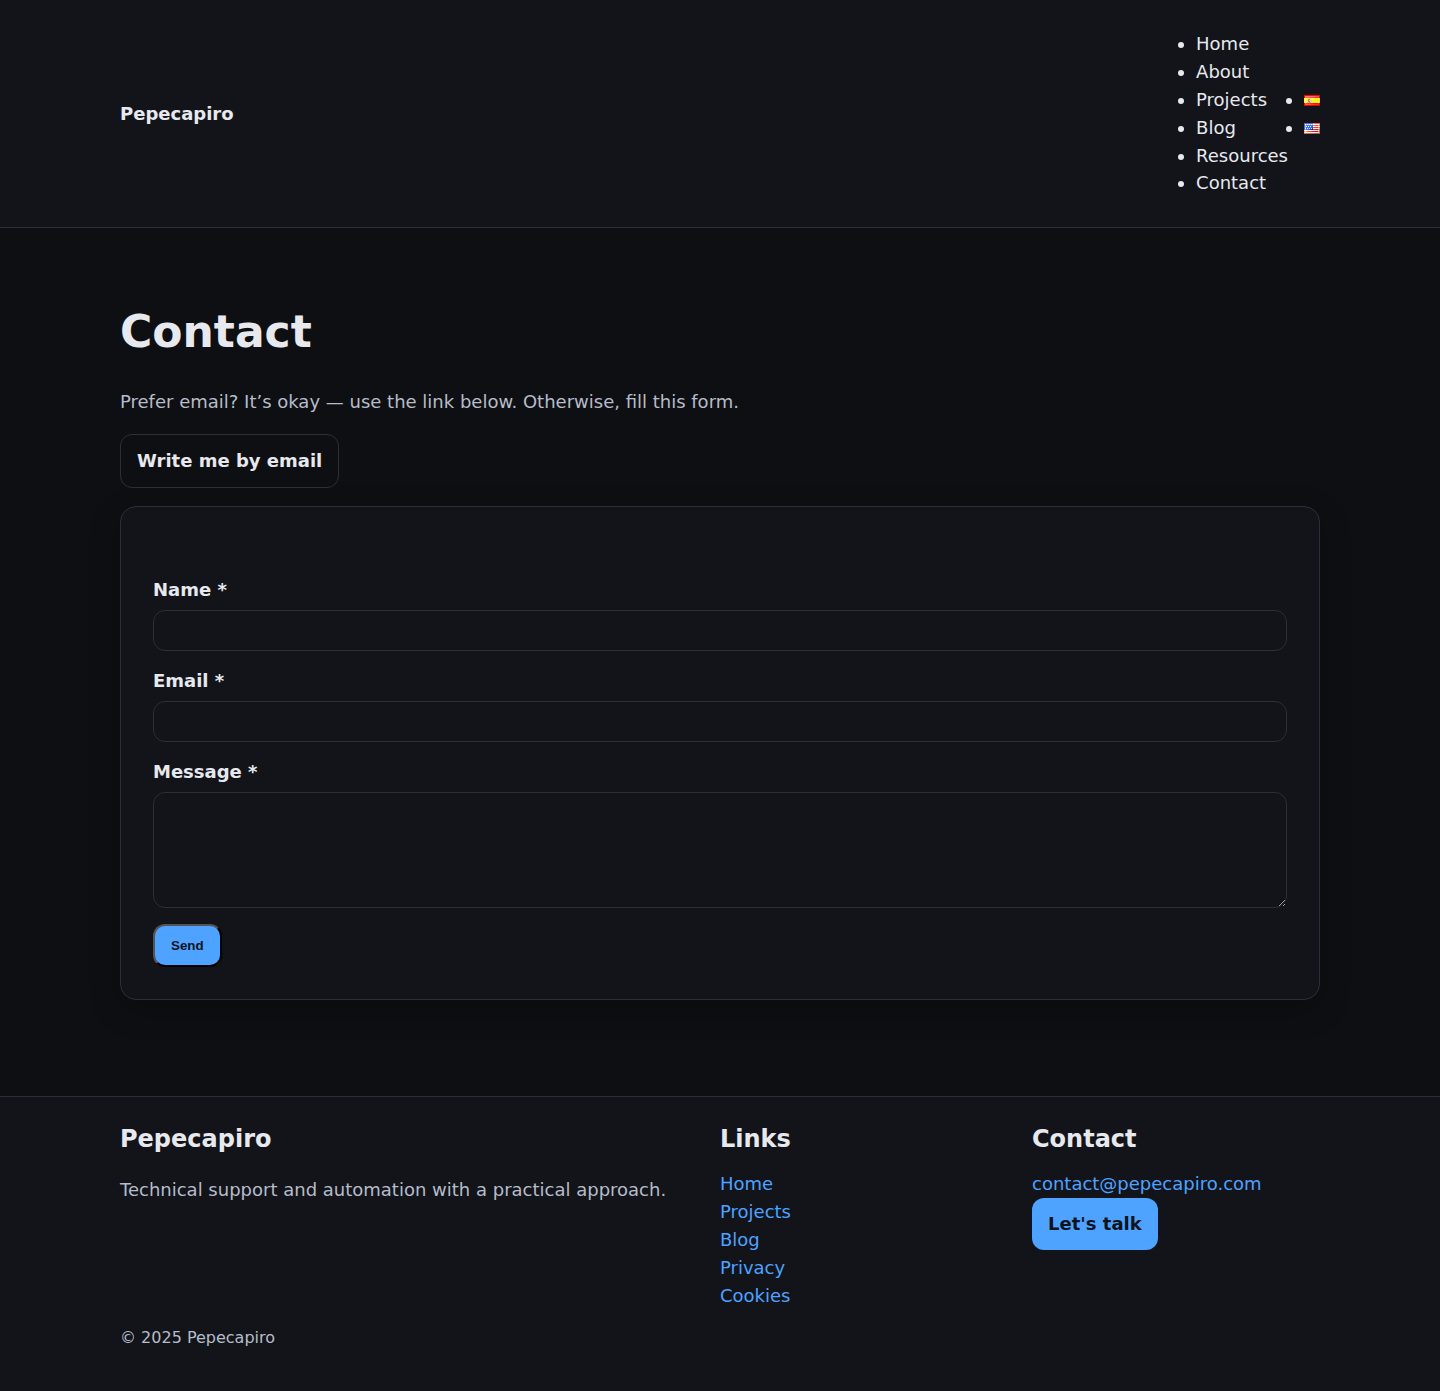 Pepecapiro
Home
About
Projects
Blog
Resources
Contact
Contact
Prefer email? It’s okay — use the link below. Otherwise, fill this form.
Write me by email
Name *
Email *
Message *
Send
Pepecapiro
Technical support and automation with a practical approach.
Links
Home
Projects
Blog
Privacy
Cookies
Contact
contact@pepecapiro.com
Let's talk
© 2025 Pepecapiro